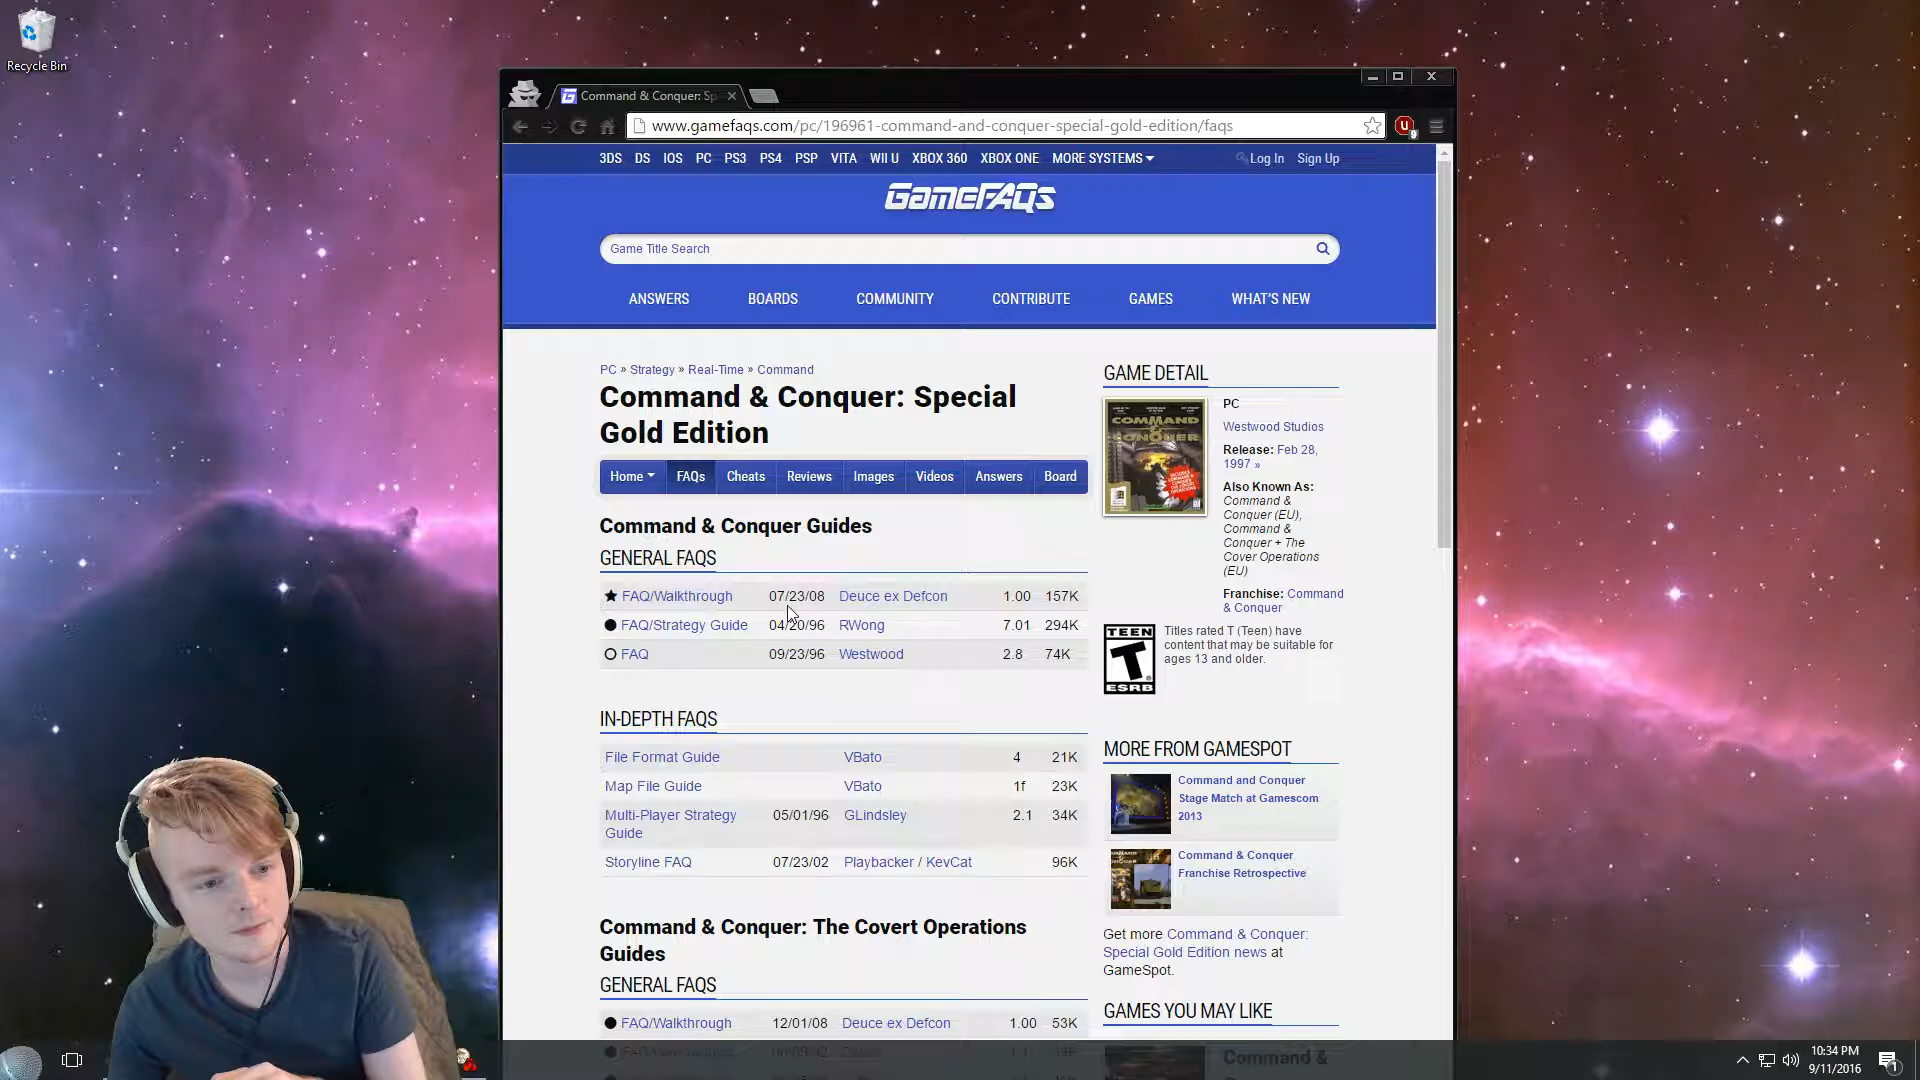 Recycle Bin
Command & Conquer: Sp
www.gamefaqs.com/pc/196961-command-and-conquer-special-gold-edition/faqs
3DS DS IOS PC PS3 PS4 PSP VITA WII U XBOX 360 XBOX ONE MORE SYSTEMS Log In Sign Up
GameFAQs
Game Title Search
ANSWERS BOARDS COMMUNITY CONTRIBUTE GAMES WHAT'S NEW
PC » Strategy » Real-Time » Command
Command & Conquer: Special
Gold Edition
Home FAQs Cheats Reviews Images Videos Answers Board
Command & Conquer Guides
GENERAL FAQS
FAQ/Walkthrough 07/23/08 Deuce ex Defcon 1.00 157K
FAQ/Strategy Guide 04/20/96 RWong 7.01 294K
FAQ 09/23/96 Westwood 2.8 74K
IN-DEPTH FAQS
File Format Guide VBato 4 21K
Map File Guide VBato 1f 23K
Multi-Player Strategy
Guide 05/01/96 GLindsley 2.1 34K
Storyline FAQ 07/23/02 Playbacker / KevCat 96K
Command & Conquer: The Covert Operations
Guides
GENERAL FAQS
FAQ/Walkthrough 12/01/08 Deuce ex Defcon 1.00 53K
GAME DETAIL
COMMAND
&
CONQUER
PC
Westwood Studios
Release: Feb 28,
1997 »
Also Known As:
Command &
Conquer (EU),
Command &
Conquer + The
Cover Operations
(EU)
Franchise: Command
& Conquer
TEEN
T
ESRB
Titles rated T (Teen) have
content that may be suitable for
ages 13 and older.
MORE FROM GAMESPOT
Command and Conquer
Stage Match at Gamescom
2013
Command & Conquer
Franchise Retrospective
Get more Command & Conquer:
Special Gold Edition news at
GameSpot.
GAMES YOU MAY LIKE
Command &
10:34 PM
9/11/2016
1